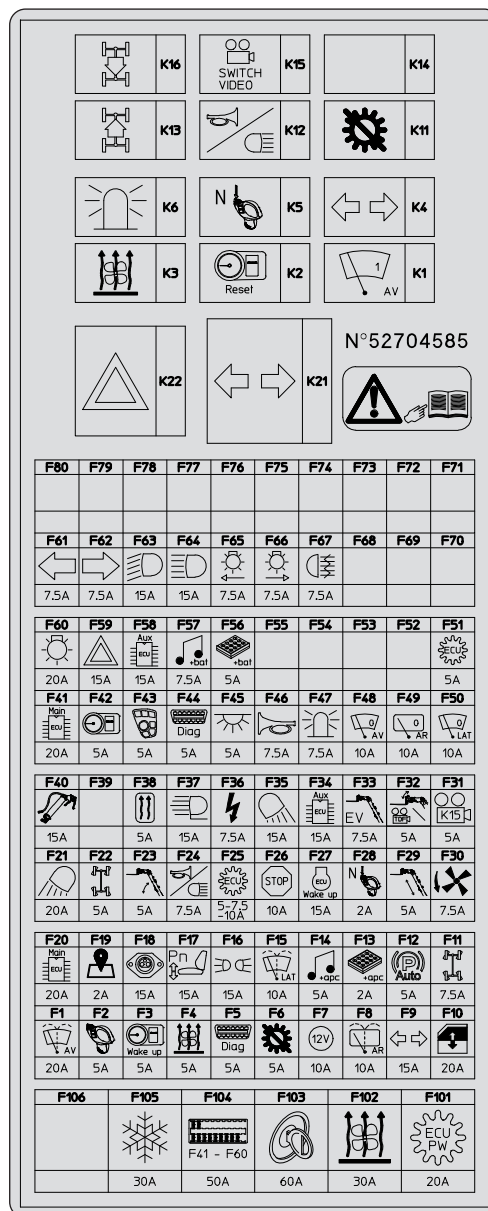 K16 SWITCH VIDEO K15 K14
K13 K12 K11
K6 N K5 K4
K3 Reset K2 1 AV K1
N°52704585
K22 K21
F80 F79 F78 F77 F76 F75 F74 F73 F72 F71
F61 F62 F63 F64 F65 F66 F67 F68 F69 F70
7.5A 7.5A 15A 15A 7.5A 7.5A 7.5A
F60 F59 F58 F57 F56 F55 F54 F53 F52 F51
Aux ECU +bat +bat ECU
20A 15A 15A 7.5A 5A 5A
F41 F42 F43 F44 F45 F46 F47 F48 F49 F50
Main ECU Diag 0 AV 0 AR 0 LAT
20A 5A 5A 5A 5A 7.5A 7.5A 10A 10A 10A
F40 F39 F38 F37 F36 F35 F34 F33 F32 F31
Aux ECU EV TOP K15
15A 5A 15A 7.5A 15A 15A 7.5A 5A 5A
F21 F22 F23 F24 F25 F26 F27 F28 F29 F30
ECU STOP ECU Wake up N
20A 5A 5A 7.5A 5-7.5-10A 10A 15A 2A 5A 7.5A
F20 F19 F18 F17 F16 F15 F14 F13 F12 F11
Main ECU Pn LAT +apc +apc P Auto
20A 2A 15A 15A 15A 10A 5A 2A 5A 7.5A
F1 F2 F3 F4 F5 F6 F7 F8 F9 F10
AV Wake up Diag 12V AR
20A 5A 5A 5A 5A 5A 10A 10A 15A 20A
F106 F105 F104 F103 F102 F101
F41 - F60 ECU PW
30A 50A 60A 30A 20A